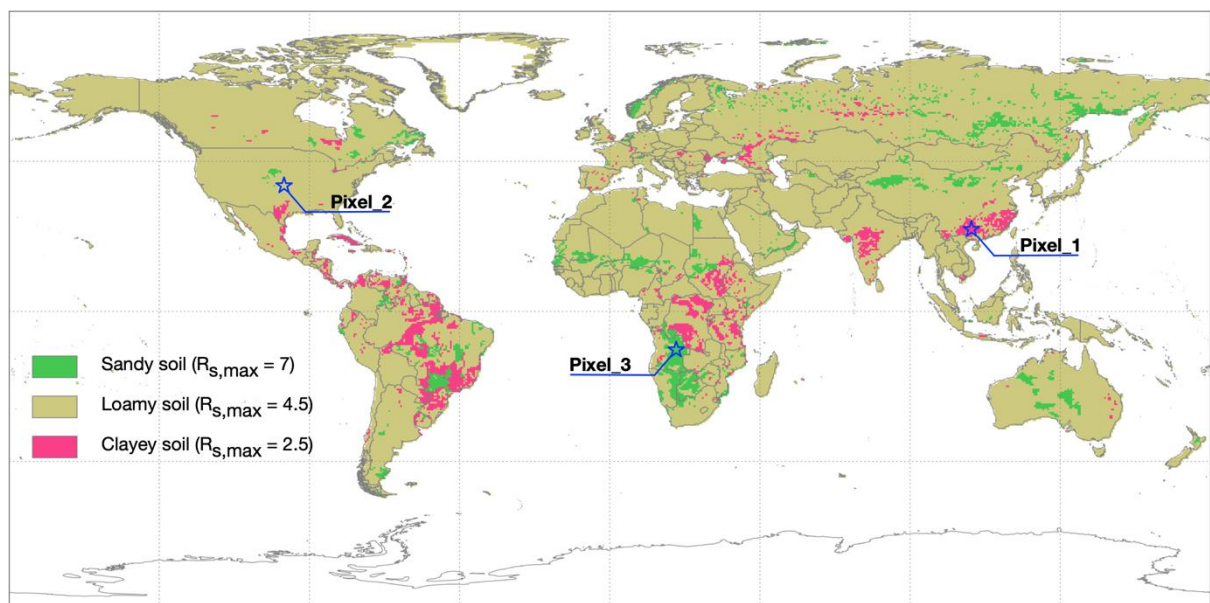 Pixel_2
Pixel_1
Pixel_3
Sandy soil (Rs,max = 7)
Loamy soil (Rs,max = 4.5)
Clayey soil (Rs,max = 2.5)